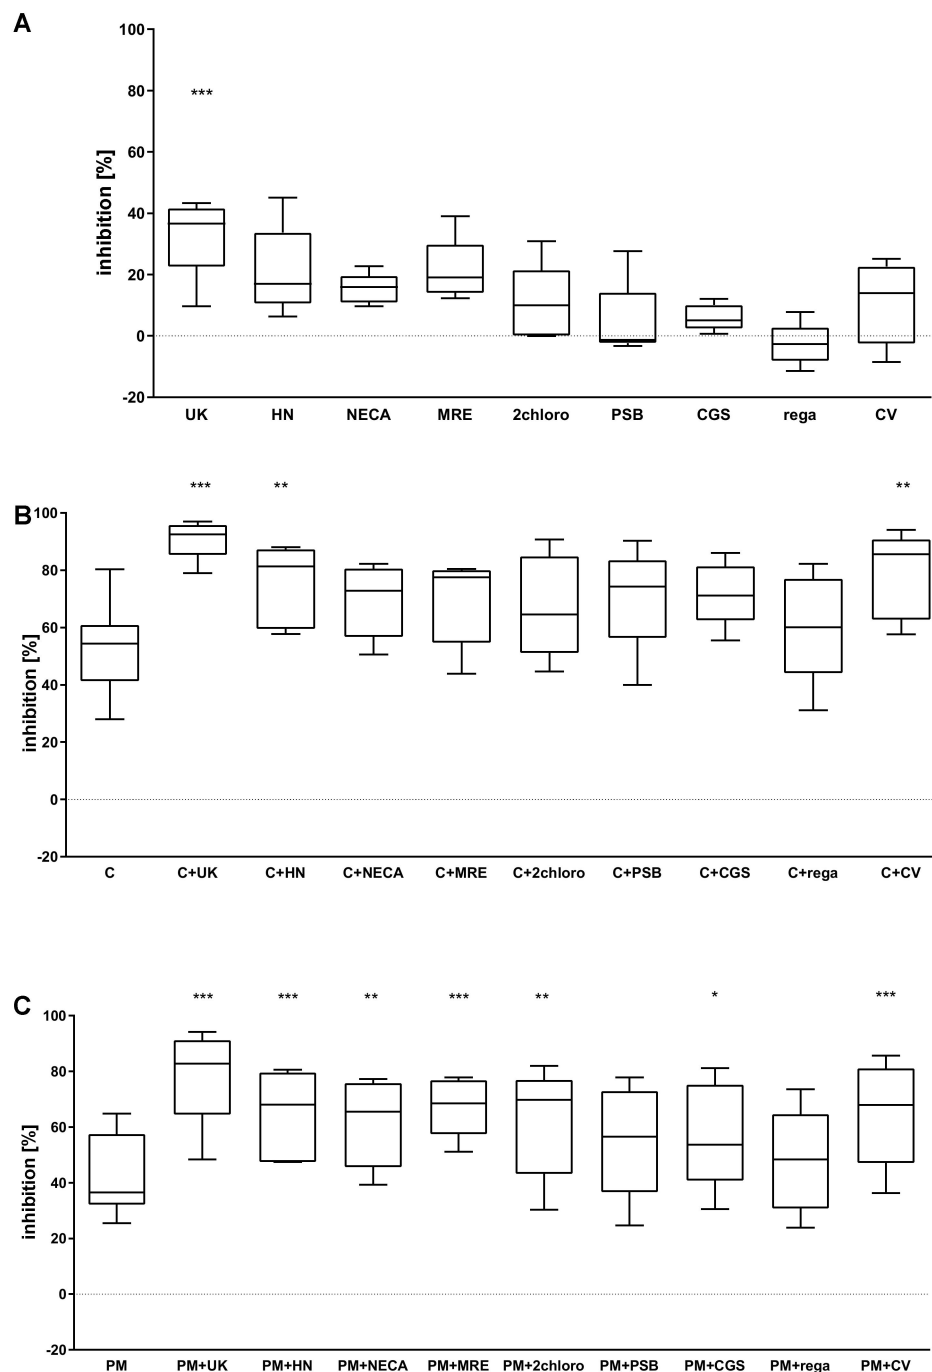 A
100
80
60
40
20
0
-20
inhibition [%]
***
UK HN NECA MRE 2chloro PSB CGS rega CV
B
100
80
60
40
20
0
-20
inhibition [%]
*** ** **
C C+UK C+HN C+NECA C+MRE C+2chloro C+PSB C+CGS C+rega C+CV
C
100
80
60
40
20
0
-20
inhibition [%]
*** *** ** *** ** * ***
PM PM+UK PM+HN PM+NECA PM+MRE PM+2chloro PM+PSB PM+CGS PM+rega PM+CV